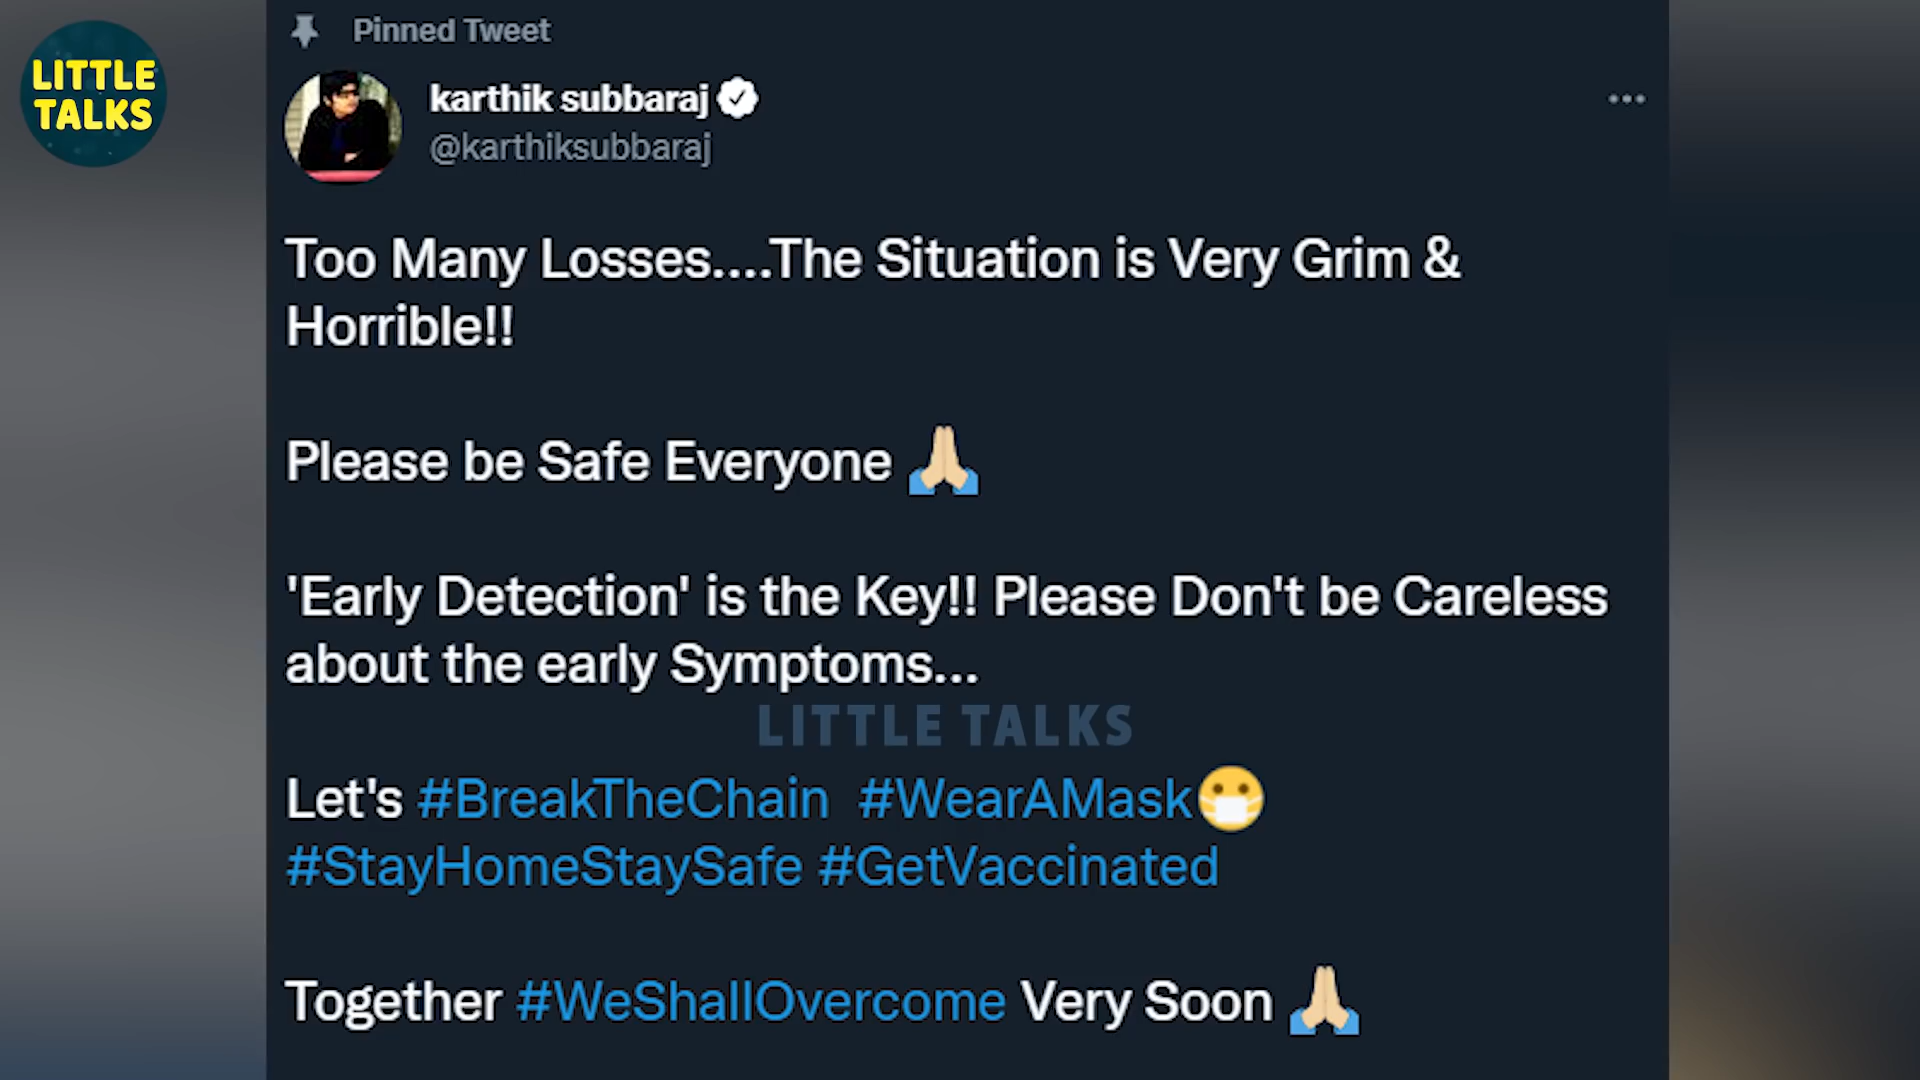 LITTLE
TALKS
Pinned Tweet
karthik subbaraj
@karthiksubbaraj
Too Many Losses....The Situation is Very Grim &
Horrible!!
Please be Safe Everyone 🙏🏼
'Early Detection' is the Key!! Please Don't be Careless
about the early Symptoms...
LITTLE TALKS
Let's #BreakTheChain #WearAMask😷
#StayHomeStaySafe #GetVaccinated
Together #WeShallOvercome Very Soon 🙏🏼